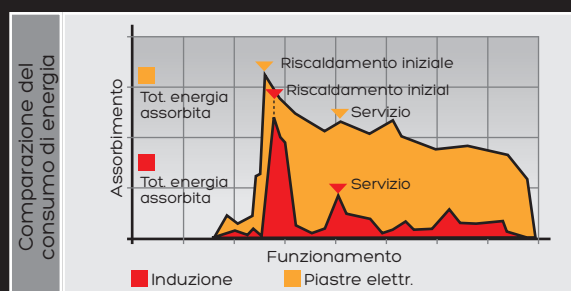 Comparazione del
consumo di energia
Assorbimento
Riscaldamento iniziale
Riscaldamento inizial
Servizio
Tot. energia
assorbita
Servizio
Tot. energia
assorbita
Funzionamento
Induzione
Piastre elettr.